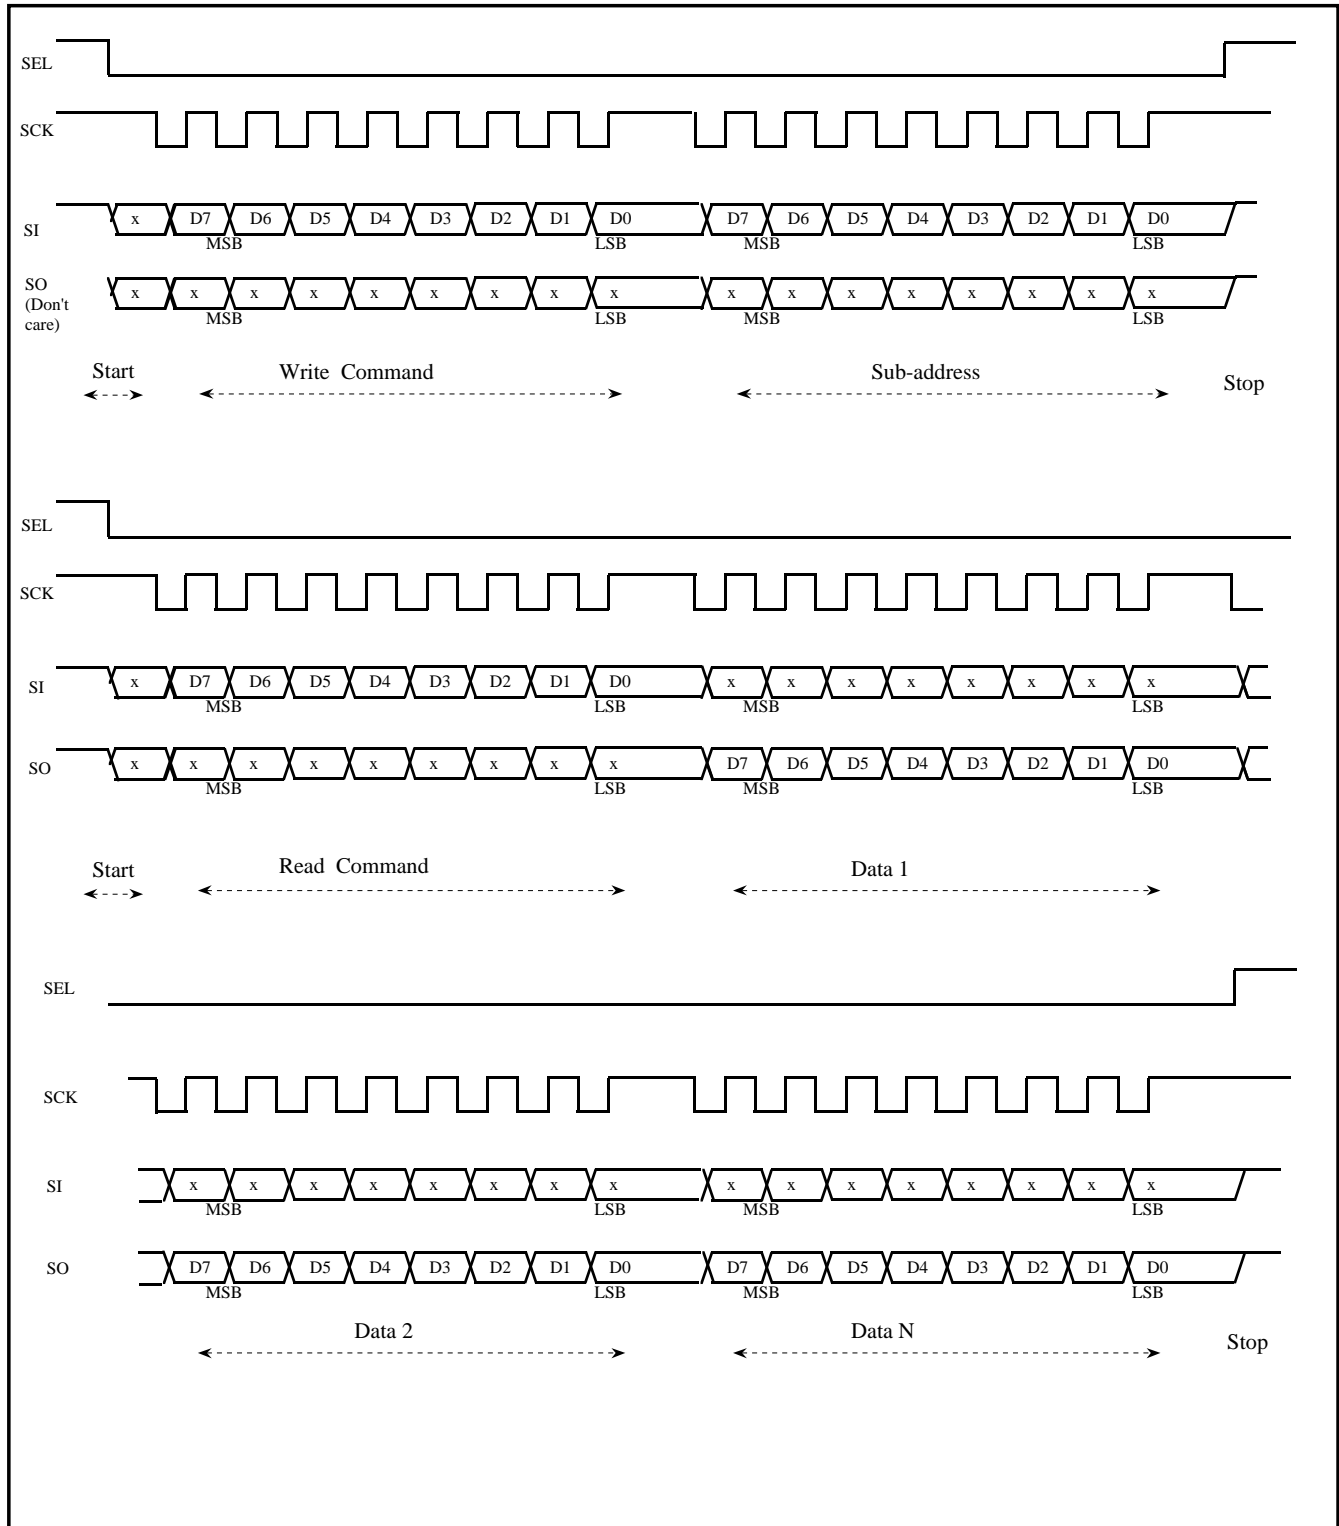 SEL
SCK
SI x D7 D6 D5 D4 D3 D2 D1 D0 D7 D6 D5 D4 D3 D2 D1 D0
MSB LSB MSB LSB
SO
(Don't
care)
x x x x x x x x x x x x x x x x x
MSB LSB MSB LSB
Start Write Command Sub-address Stop
SEL
SCK
SI x D7 D6 D5 D4 D3 D2 D1 D0 x x x x x x x x
MSB LSB MSB LSB
SO x x x x x x x x x D7 D6 D5 D4 D3 D2 D1 D0
MSB LSB MSB LSB
Start Read Command Data 1
SEL
SCK
SI x x x x x x x x x x x x x x x x
MSB LSB MSB LSB
SO D7 D6 D5 D4 D3 D2 D1 D0 D7 D6 D5 D4 D3 D2 D1 D0
MSB LSB MSB LSB
Data 2 Data N Stop